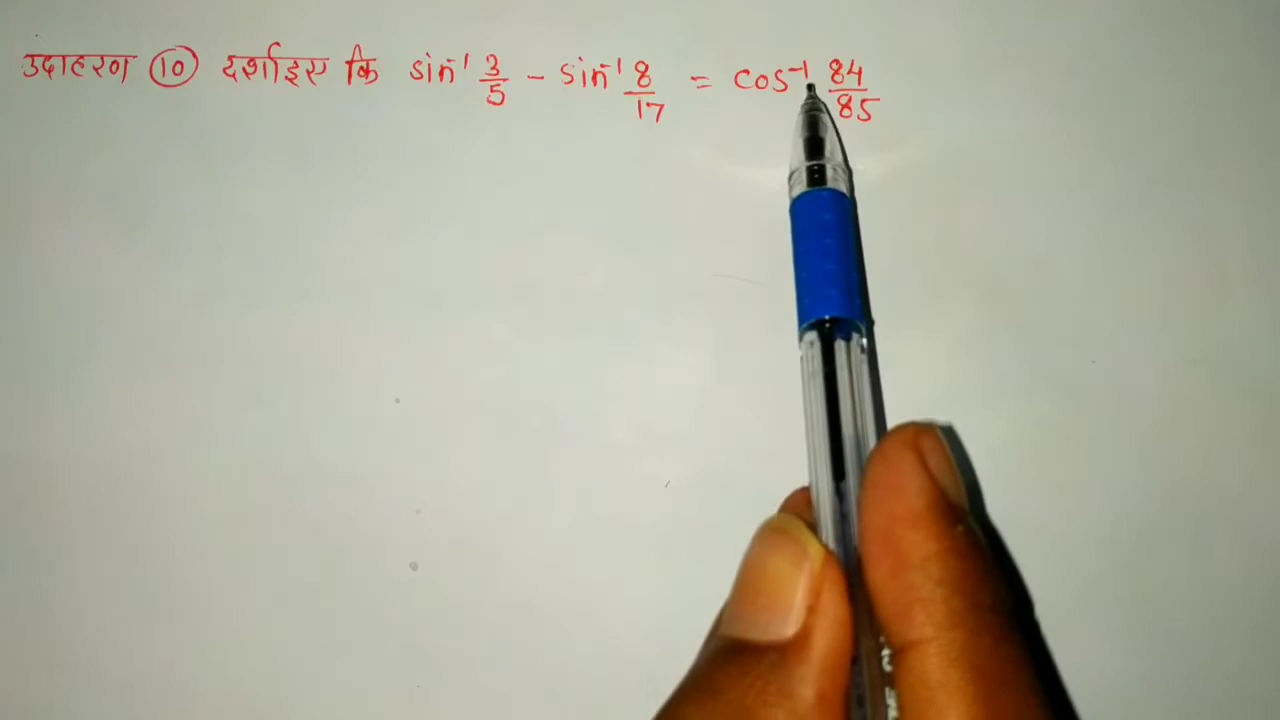 उदाहरण ⑩ दर्शाइए कि sin⁻¹ 3/5 - sin⁻¹ 8/17 = cos⁻¹ 84/85